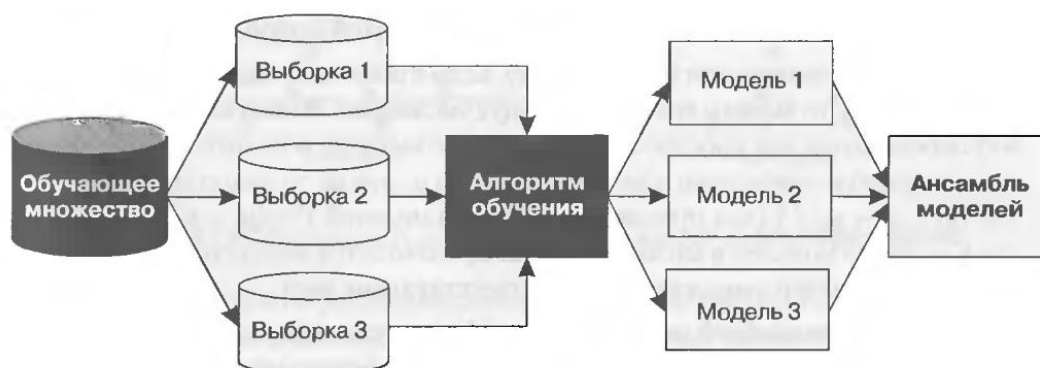 Обучающее
множество
Выборка 1
Выборка 2
Выборка 3
Алгоритм
обучения
Модель 1
Модель 2
Модель 3
Ансамбль
моделей